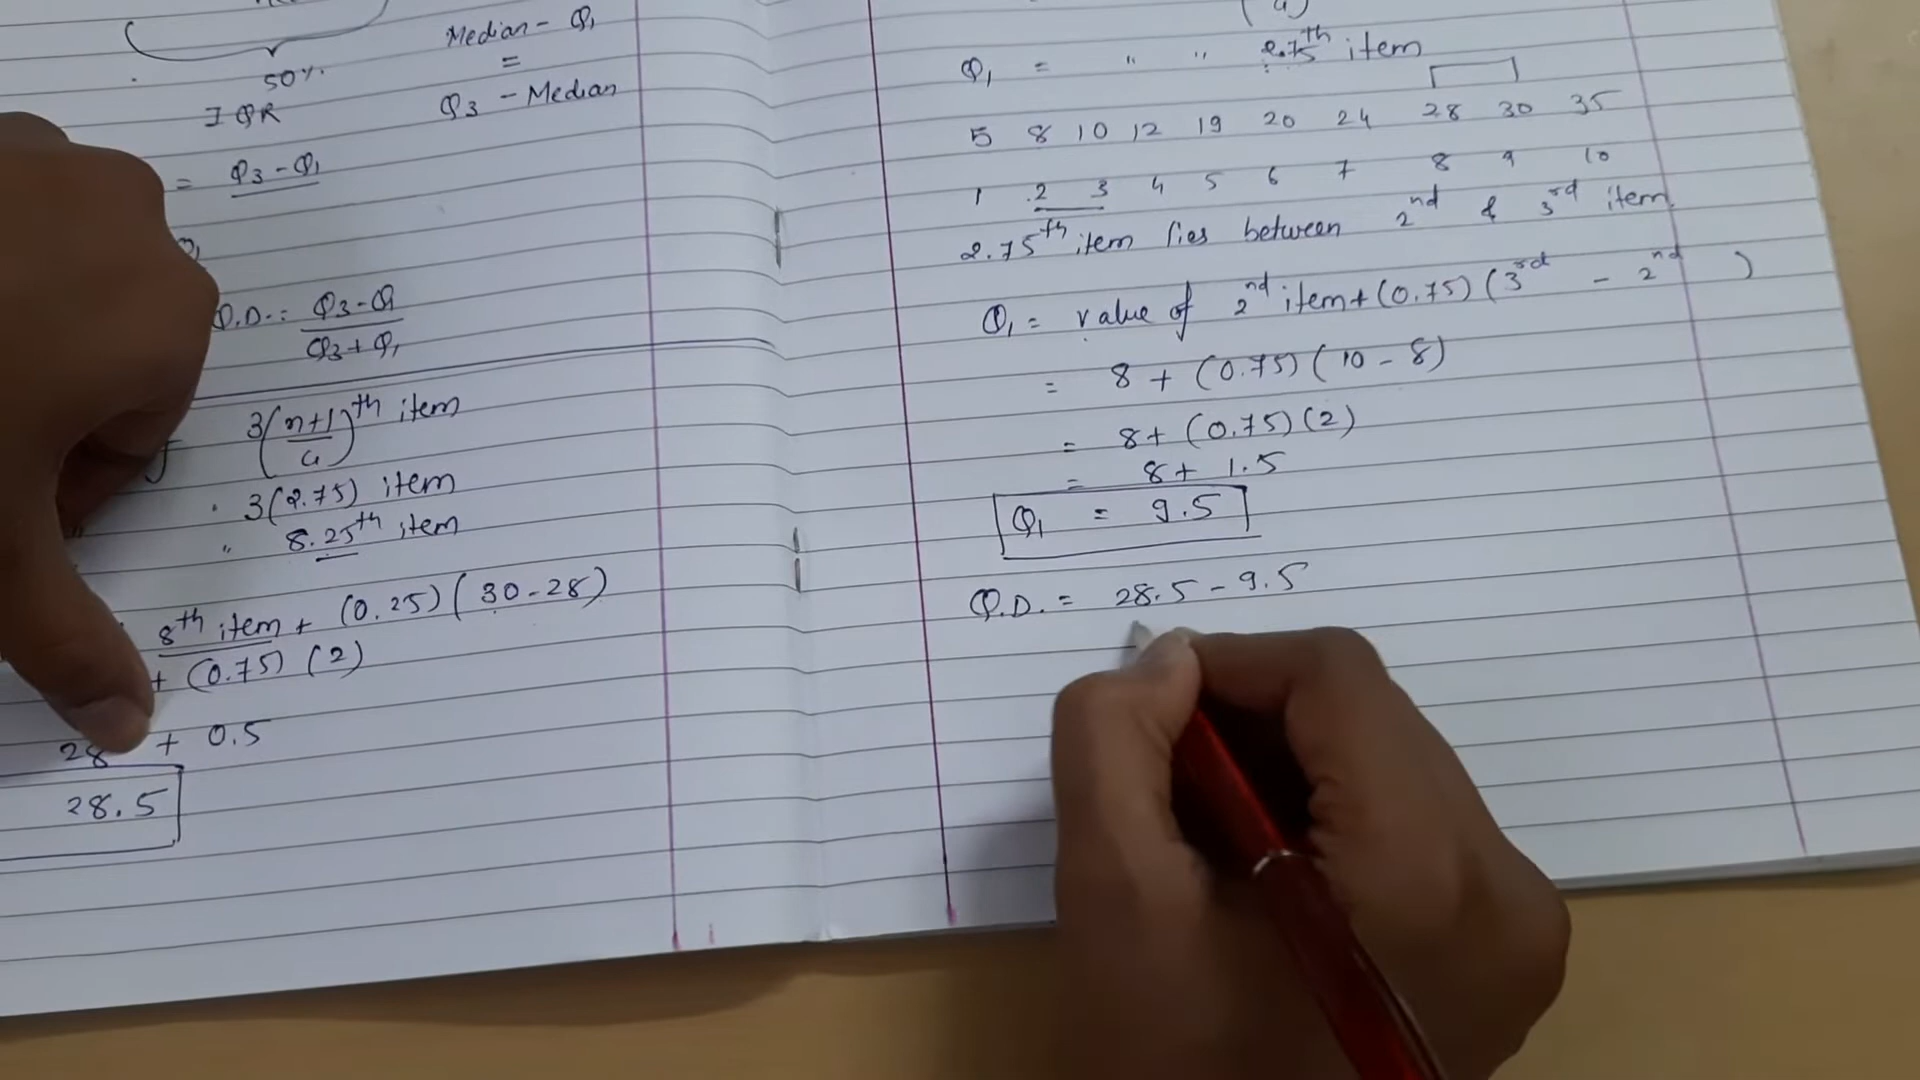 50%
IQR
Median - Q1
=
Q3 - Median
= Q3 - Q1
Q.D.: Q3 - Q1
Q3 + Q1
3(n+1)th item
4
3(2.75) item
" 8.25th item
8th item + (0.25)(30-28)
+ (0.75) (2)
28 + 0.5
28.5
Q1 = " " 2.75th item
5 8 10 12 19 20 24 28 30 35
1 2 3 4 5 6 7 8 9 10
2.75th item lies between 2nd & 3rd item
Q1 = value of 2nd item + (0.75)(3rd - 2nd )
= 8 + (0.75)(10 - 8)
= 8 + (0.75)(2)
= 8 + 1.5
Q1 = 9.5
Q.D. = 28.5 - 9.5